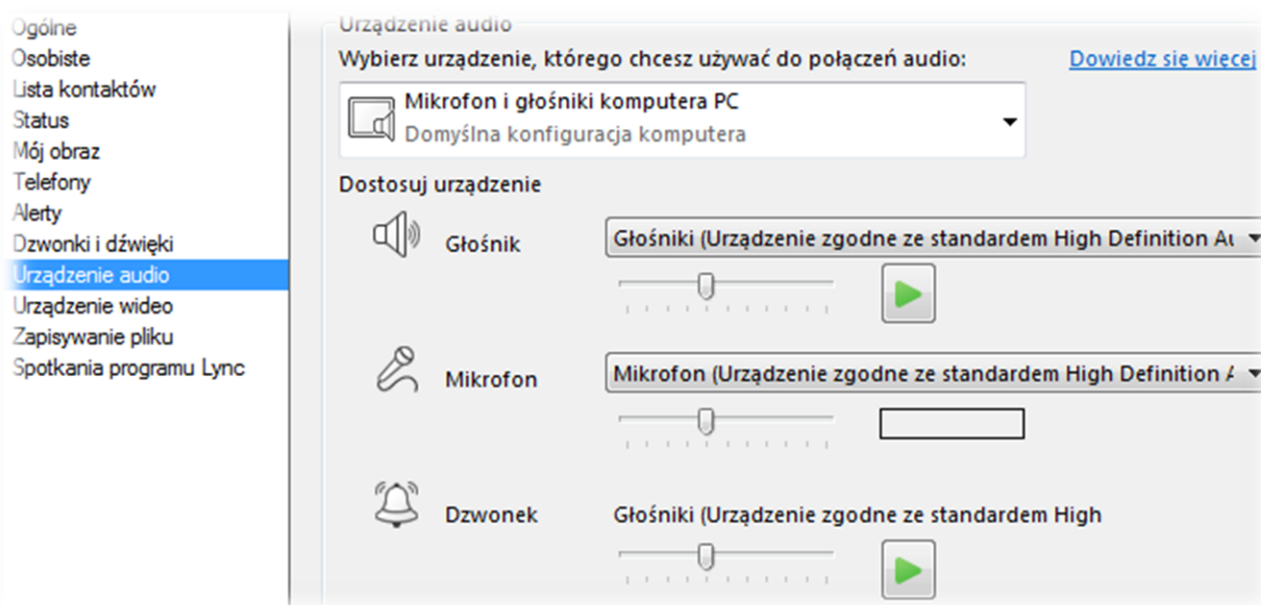 Ogólne
Osobiste
Lista kontaktów
Status
Mój obraz
Telefony
Alerty
Dzwonki i dźwięki
Urządzenie audio
Urządzenie wideo
Zapisywanie pliku
Spotkania programu Lync
Urządzenie audio
Wybierz urządzenie, którego chcesz używać do połączeń audio:
Dowiedz się więcej
Mikrofon i głośniki komputera PC
Domyślna konfiguracja komputera
Dostosuj urządzenie
Głośnik
Głośniki (Urządzenie zgodne ze standardem High Definition
Mikrofon
Mikrofon (Urządzenie zgodne ze standardem High Definition
Dzwonek
Głośniki (Urządzenie zgodne ze standardem High